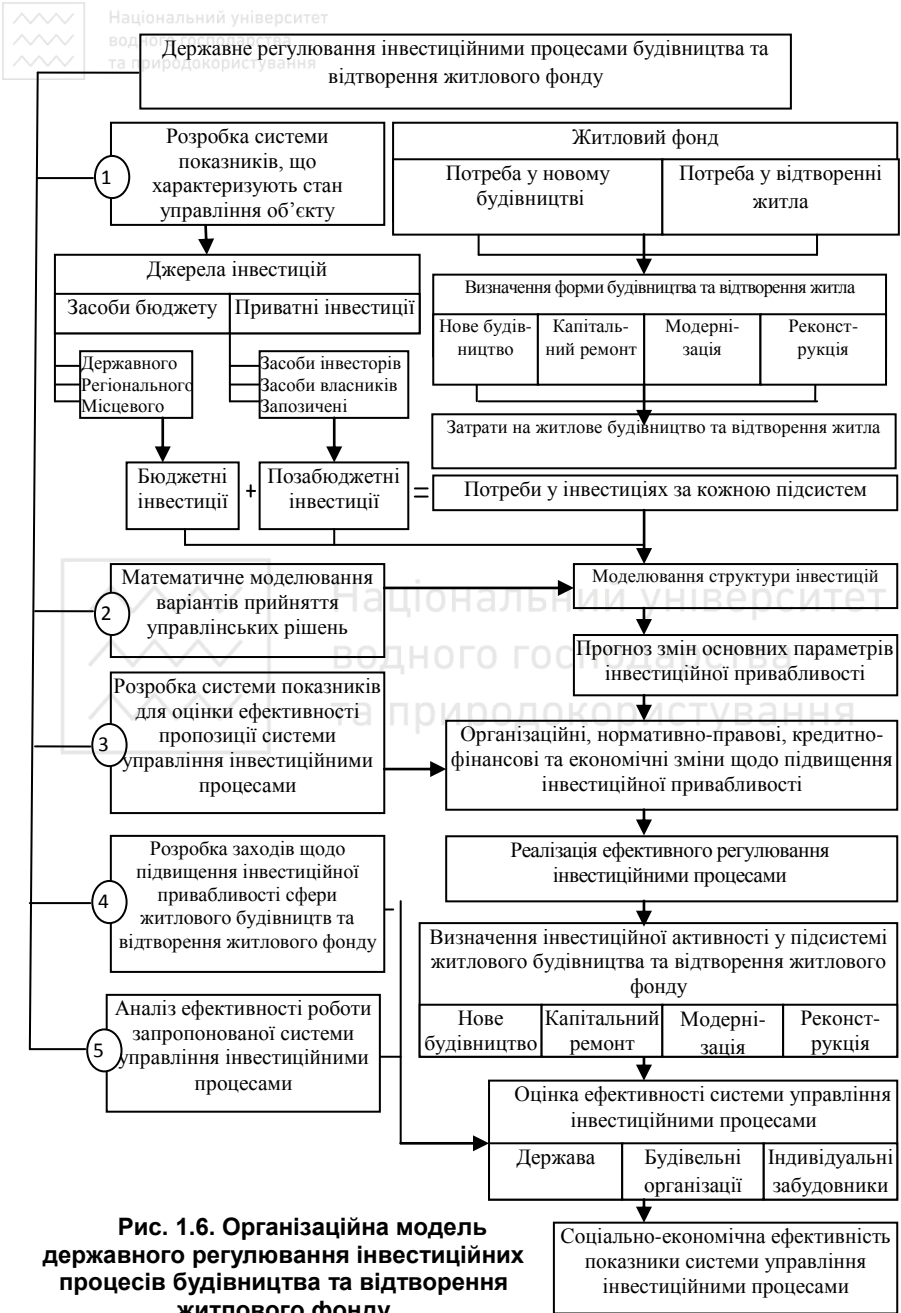 Національний університет
водного господарства
та природокористування
Державне регулювання інвестиційними процесами будівництва та
відтворення житлового фонду
1
Розробка системи
показників, що
характеризують стан
управління об’єкту
Житловий фонд
Потреба у новому
будівництві
Потреба у відтворенні
житла
Джерела інвестицій
Засоби бюджету
Приватні інвестиції
Державного
Регіонального
Місцевого
Засоби інвесторів
Засоби власників
Запозичені
Визначення форми будівництва та відтворення житла
Нове будів-
ництво
Капіталь-
ний ремонт
Модерні-
зація
Реконст-
рукція
Затрати на житлове будівництво та відтворення житла
Бюджетні
інвестиції
+
Позабюджетні
інвестиції
=
Потреби у інвестиціях за кожною підсистем
2
Математичне моделювання
варіантів прийняття
управлінських рішень
Моделювання структури інвестицій
Національний університет
водного господарства
та природокористування
Прогноз змін основних параметрів
інвестиційної привабливості
3
Розробка системи показників
для оцінки ефективності
пропозиції системи
управління інвестиційними
процесами
Організаційні, нормативно-правові, кредитно-
фінансові та економічні зміни щодо підвищення
інвестиційної привабливості
4
Розробка заходів щодо
підвищення інвестиційної
привабливості сфери
житлового будівництв та
відтворення житлового фонду
Реалізація ефективного регулювання
інвестиційними процесами
Визначення інвестиційної активності у підсистемі
житлового будівництва та відтворення житлового
фонду
Нове
будівництво
Капітальний
ремонт
Модерні-
зація
Реконст-
рукція
5
Аналіз ефективності роботи
запропонованої системи
управління інвестиційними
процесами
Оцінка ефективності системи управління
інвестиційними процесами
Держава
Будівельні
організації
Індивідуальні
забудовники
Соціально-економічна ефективність
показники системи управління
інвестиційними процесами
Рис. 1.6. Організаційна модель
державного регулювання інвестиційних
процесів будівництва та відтворення
житлового фонду